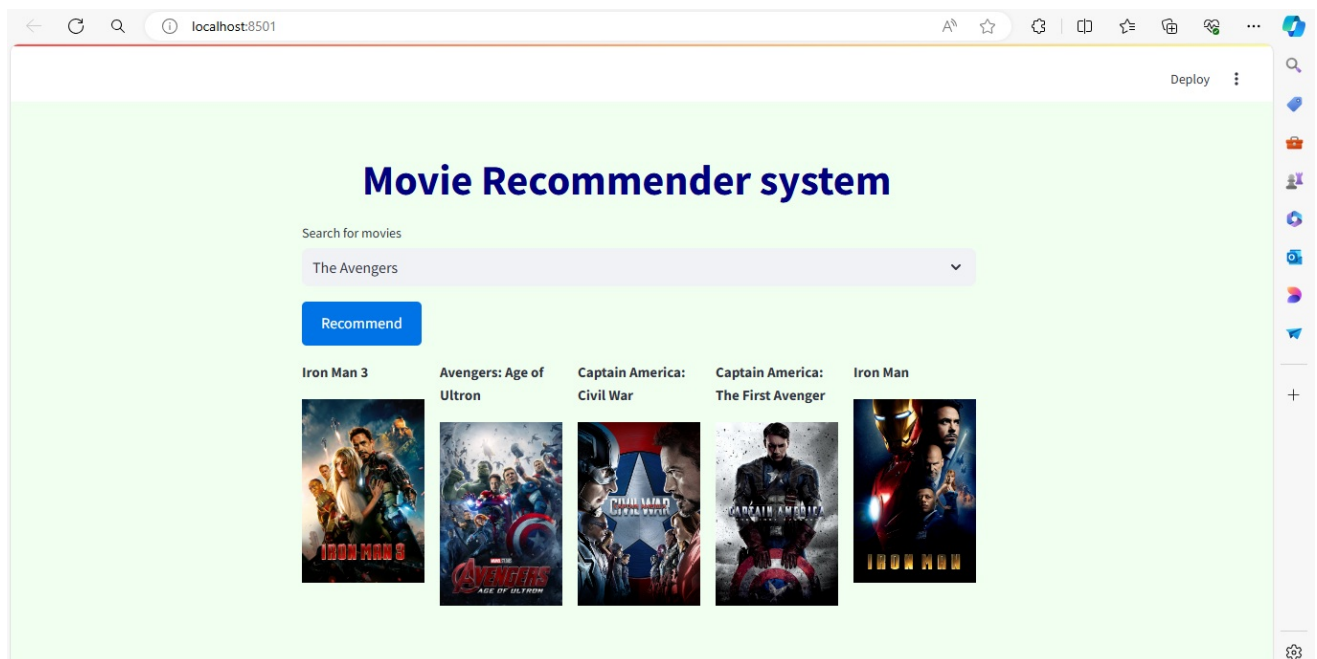 localhost:8501
Deploy
Movie Recommender system
Search for movies
The Avengers
Recommend
Iron Man 3
Avengers: Age of
Ultron
Captain America:
Civil War
Captain America:
The First Avenger
Iron Man
IRON MAN 3
MARVEL STUDIOS
AVENGERS
AGE OF ULTRON
CIVIL WAR
CAPTAIN AMERICA
IRON MAN